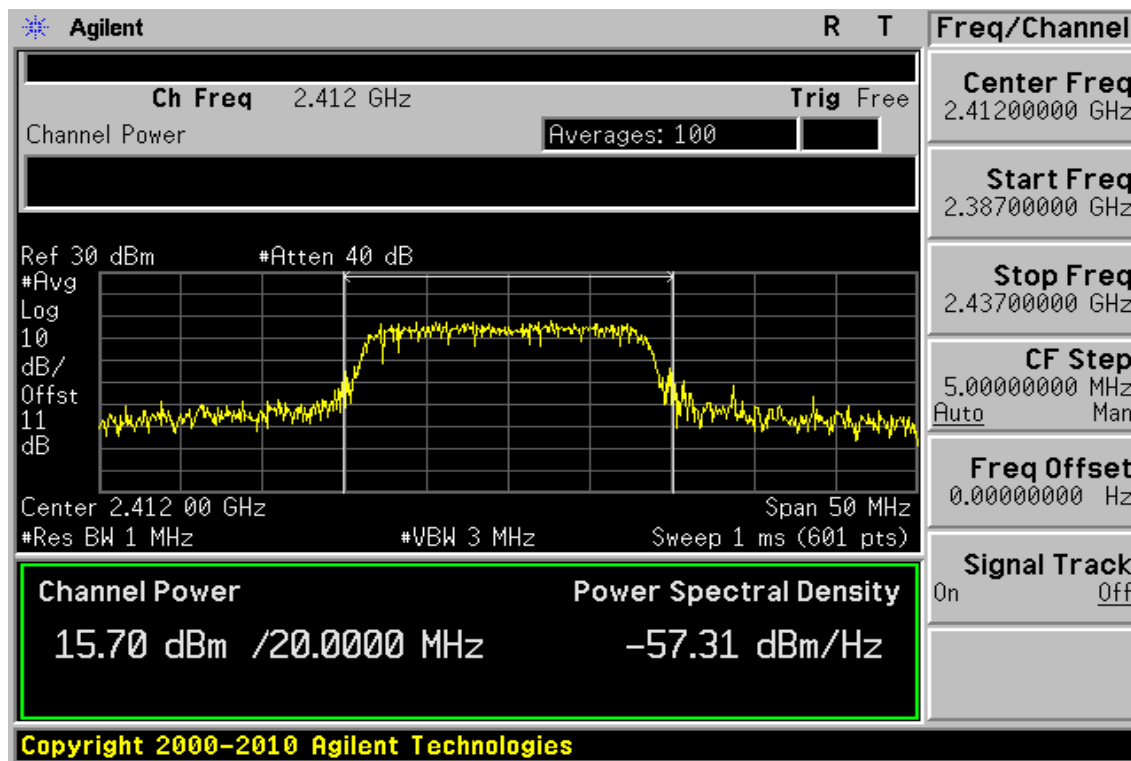 Agilent R T Freq/Channel
Ch Freq 2.412 GHz Trig Free
Channel Power Averages: 100
Center Freq
2.41200000 GHz
Start Freq
2.38700000 GHz
Stop Freq
2.43700000 GHz
CF Step
5.00000000 MHz
Auto Man
Freq Offset
0.00000000 Hz
Signal Track
On Off
Ref 30 dBm #Atten 40 dB
#Avg
Log
10
dB/
Offst
11
dB
Center 2.412 00 GHz Span 50 MHz
#Res BW 1 MHz #VBW 3 MHz Sweep 1 ms (601 pts)
Channel Power Power Spectral Density
15.70 dBm /20.0000 MHz -57.31 dBm/Hz
Copyright 2000-2010 Agilent Technologies